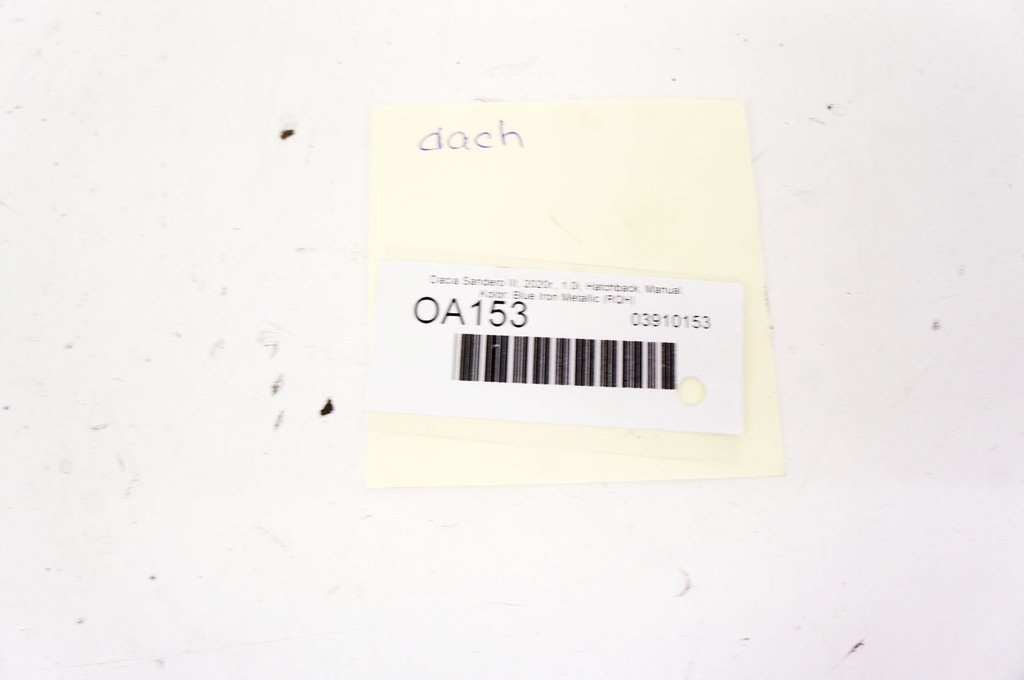 dach
Dacia Sandero III, 2020r., 1.0i, Hatchback, Manual,
Kolor: Blue Iron Metallic (RQH)
OA153 03910153